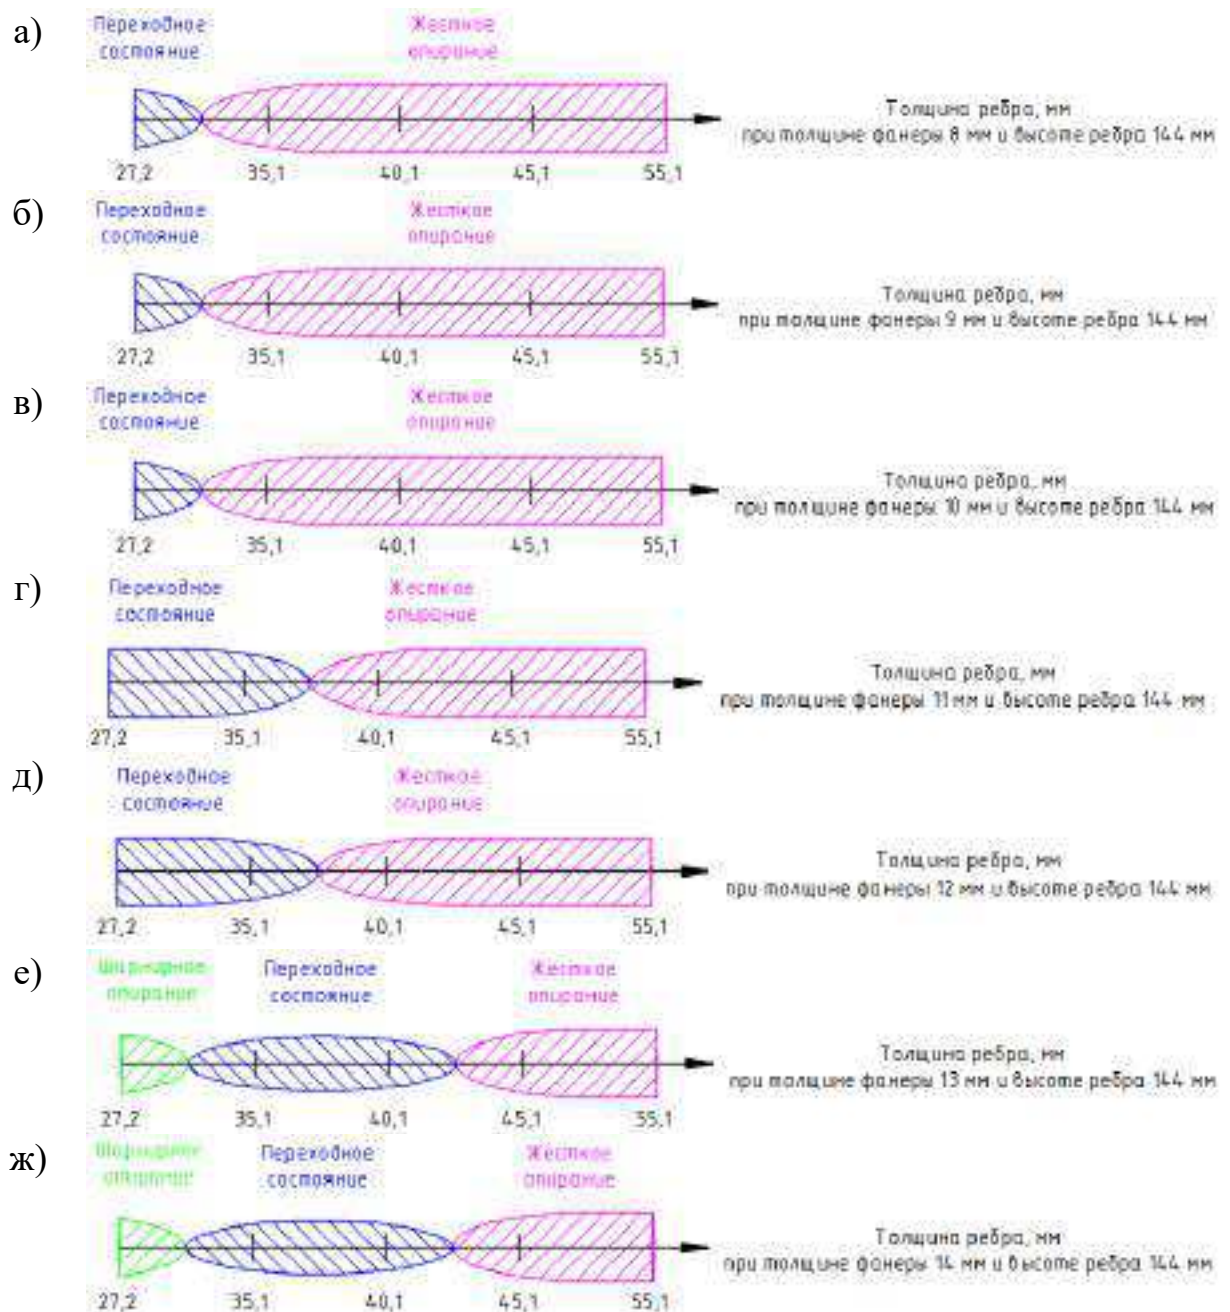 а)
Переходное
состояние
Жесткое
опирание
Толщина ребра, мм
при толщине фанеры 8 мм и высоте ребра 144 мм
27,2 35,1 40,1 45,1 55,1
б)
Переходное
состояние
Жесткое
опирание
Толщина ребра, мм
при толщине фанеры 9 мм и высоте ребра 144 мм
27,2 35,1 40,1 45,1 55,1
в)
Переходное
состояние
Жесткое
опирание
Толщина ребра, мм
при толщине фанеры 10 мм и высоте ребра 144 мм
27,2 35,1 40,1 45,1 55,1
г)
Переходное
состояние
Жесткое
опирание
Толщина ребра, мм
при толщине фанеры 11 мм и высоте ребра 144 мм
27,2 35,1 40,1 45,1 55,1
д)
Переходное
состояние
Жесткое
опирание
Толщина ребра, мм
при толщине фанеры 12 мм и высоте ребра 144 мм
27,2 35,1 40,1 45,1 55,1
е)
Шарнирное
опирание
Переходное
состояние
Жесткое
опирание
Толщина ребра, мм
при толщине фанеры 13 мм и высоте ребра 144 мм
27,2 35,1 40,1 45,1 55,1
ж)
Шарнирное
опирание
Переходное
состояние
Жесткое
опирание
Толщина ребра, мм
при толщине фанеры 14 мм и высоте ребра 144 мм
27,2 35,1 40,1 45,1 55,1